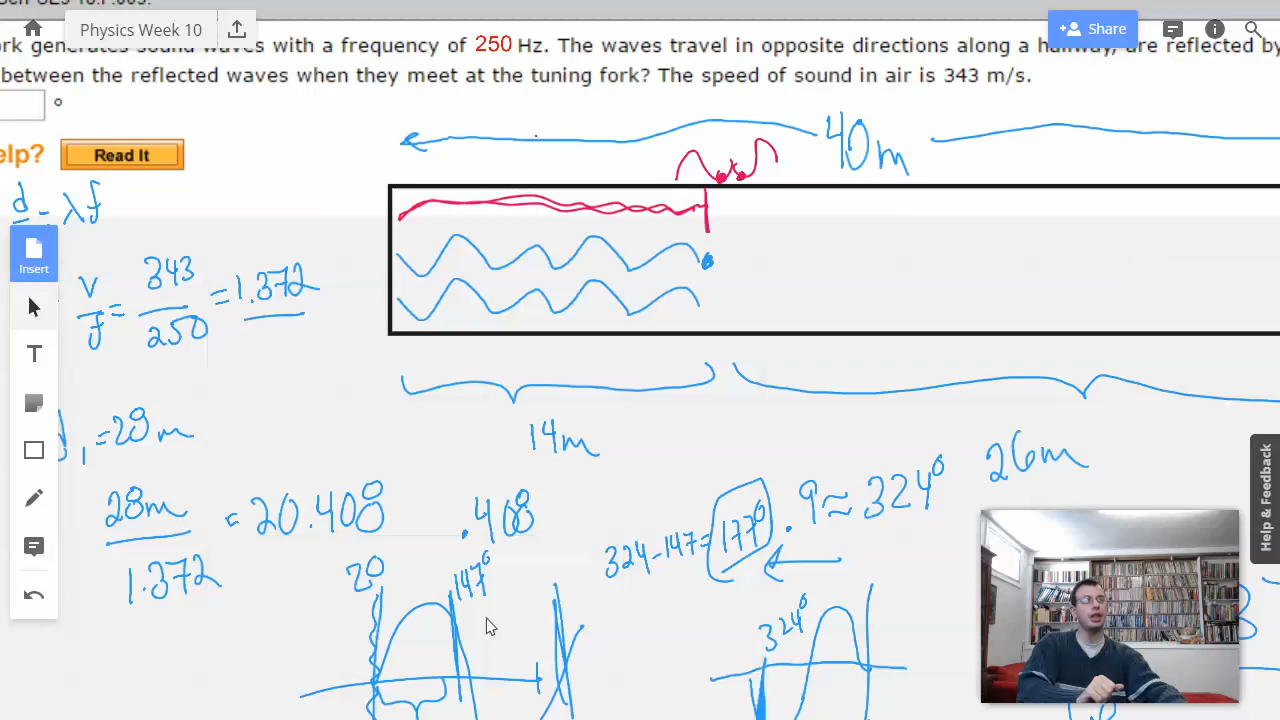 Physics Week 10
Share
ork generates sound waves with a frequency of 250 Hz. The waves travel in opposite directions along a hallway, are reflected by
between the reflected waves when they meet at the tuning fork? The speed of sound in air is 343 m/s.
°
elp? Read It
40m
d = λf
Insert
v/f = 343/250 = 1.372
T
14m
26m
d1 = 28m
28m/1.372 = 20.408
.408
.9 ≈ 324°
324-147 = 177°
20
147°
324°
Help & Feedback